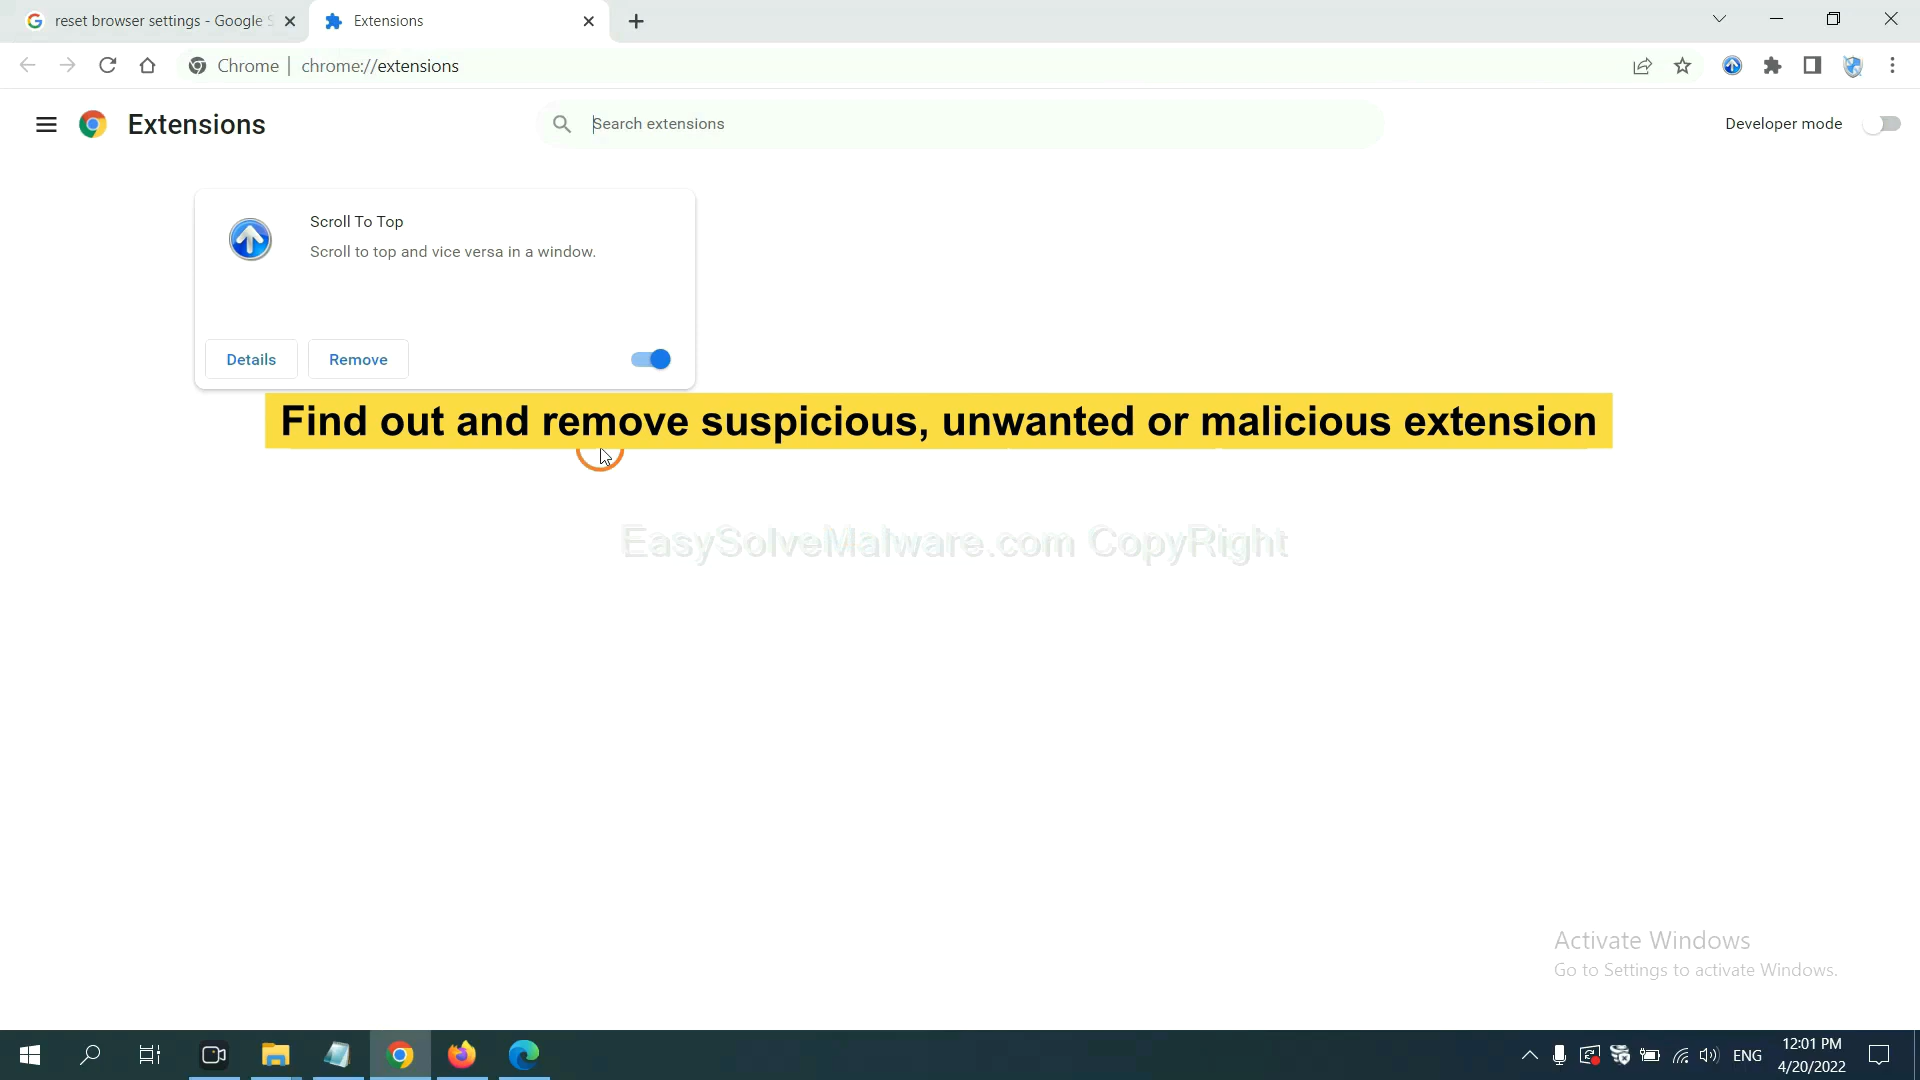 reset browser settings - Google S
Extensions
Chrome
chrome://extensions
Extensions
Search extensions
Developer mode
Scroll To Top
Scroll to top and vice versa in a window.
Details
Remove
Find out and remove suspicious, unwanted or malicious extension
EasySolveMalware.com CopyRight
Activate Windows
Go to Settings to activate Windows.
ENG
12:01 PM
4/20/2022